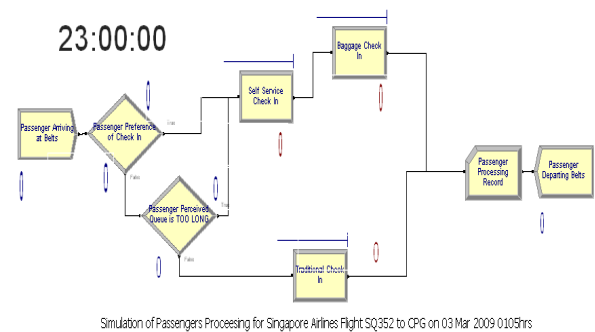 23:00:00
Baggage Check
In
Self Service
Check In
Passenger Arriving
at Belts
0
Passenger Preference
of Check In
0
True
0
False
0
0
Passenger Perceived
Queue is TOO LONG
0
True
0
False
Traditional Check
In
0
Passenger
Processing
Record
Passenger
Departing Belts
0
Simulation of Passengers Proceesing for Singapore Airlines Flight SQ352 to CPG on 03 Mar 2009 0105hrs